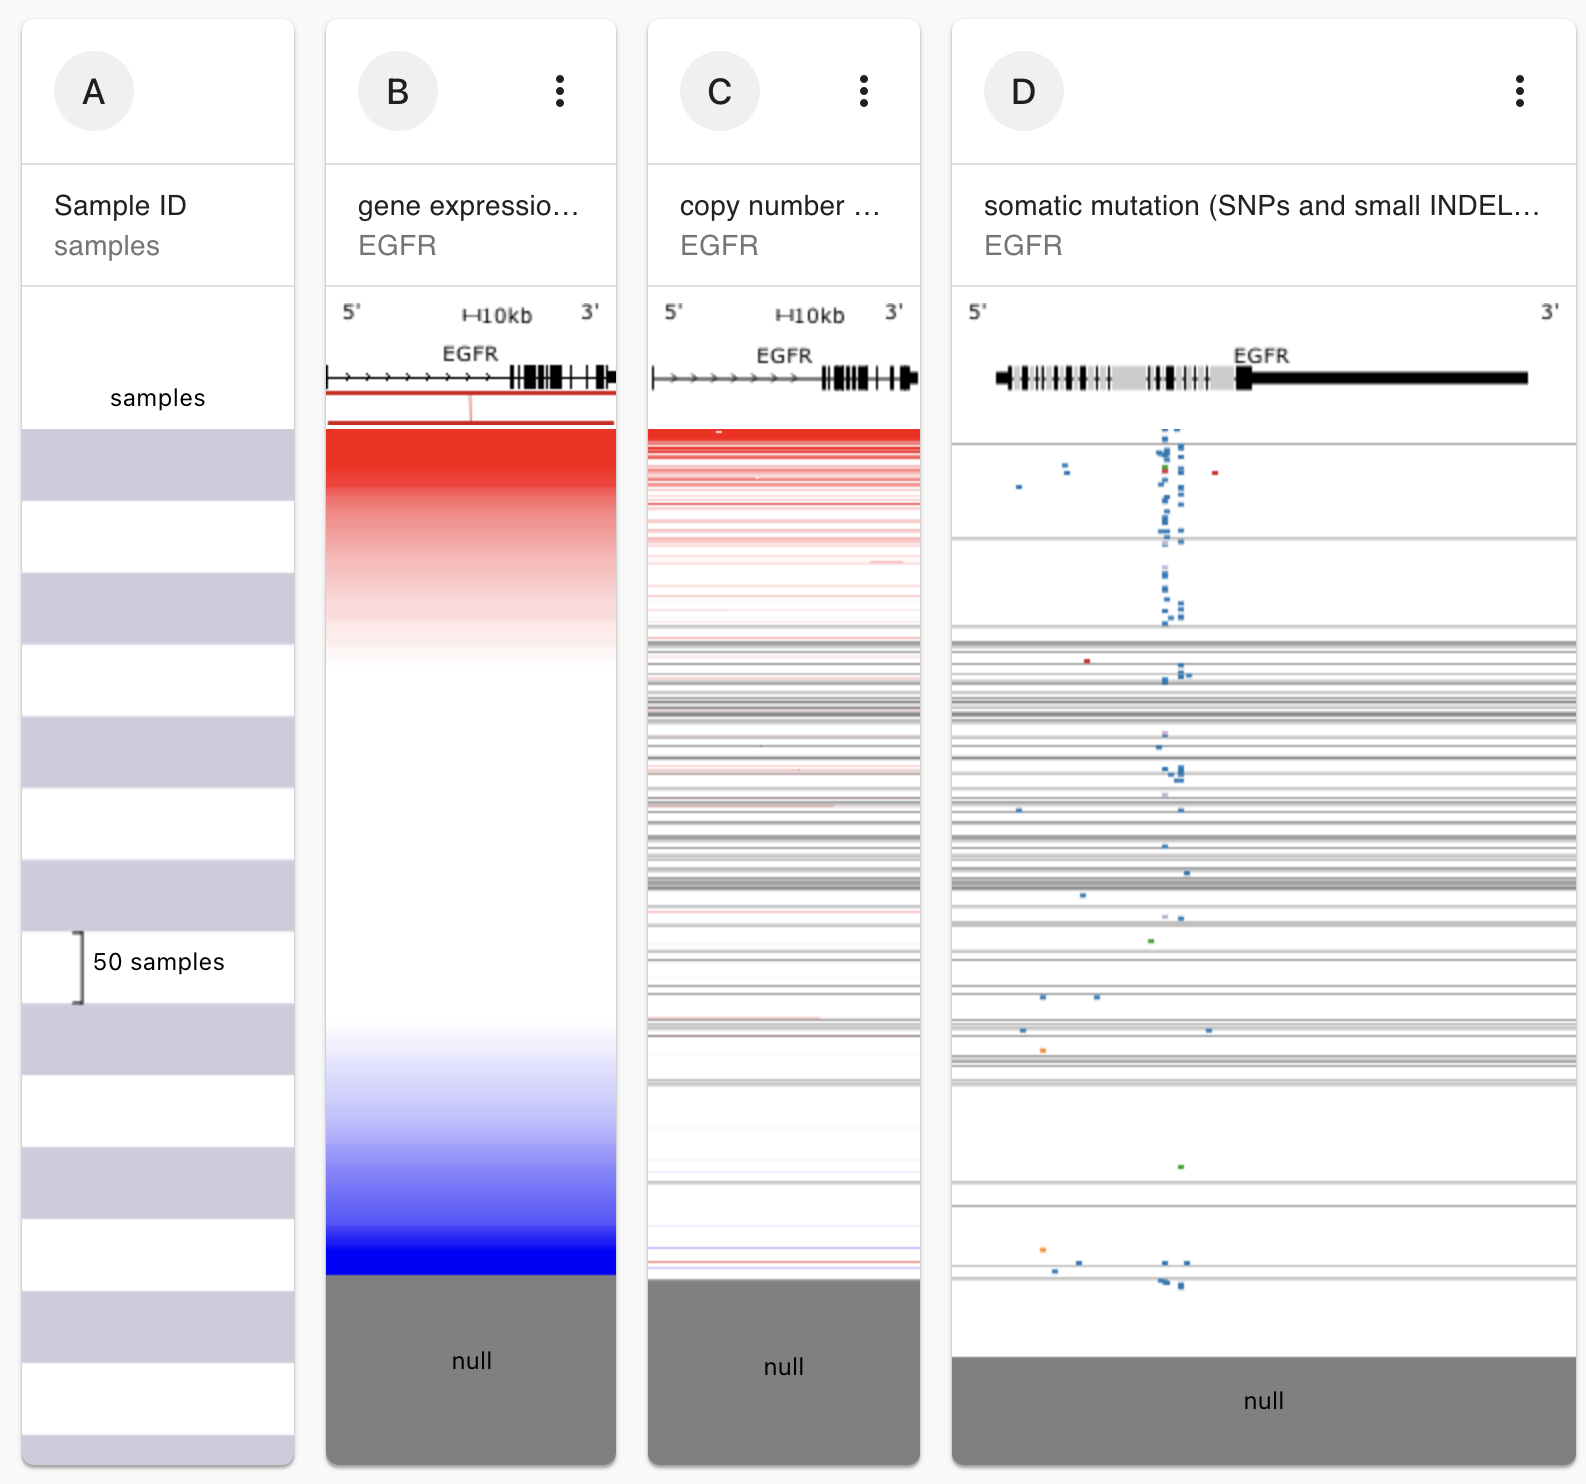 A
B
C
D
Sample ID
samples
gene expressio...
EGFR
copy number ...
EGFR
somatic mutation (SNPs and small INDEL...
EGFR
5'
10kb
3'
EGFR
5'
10kb
3'
EGFR
5'
3'
EGFR
samples
50 samples
null
null
null